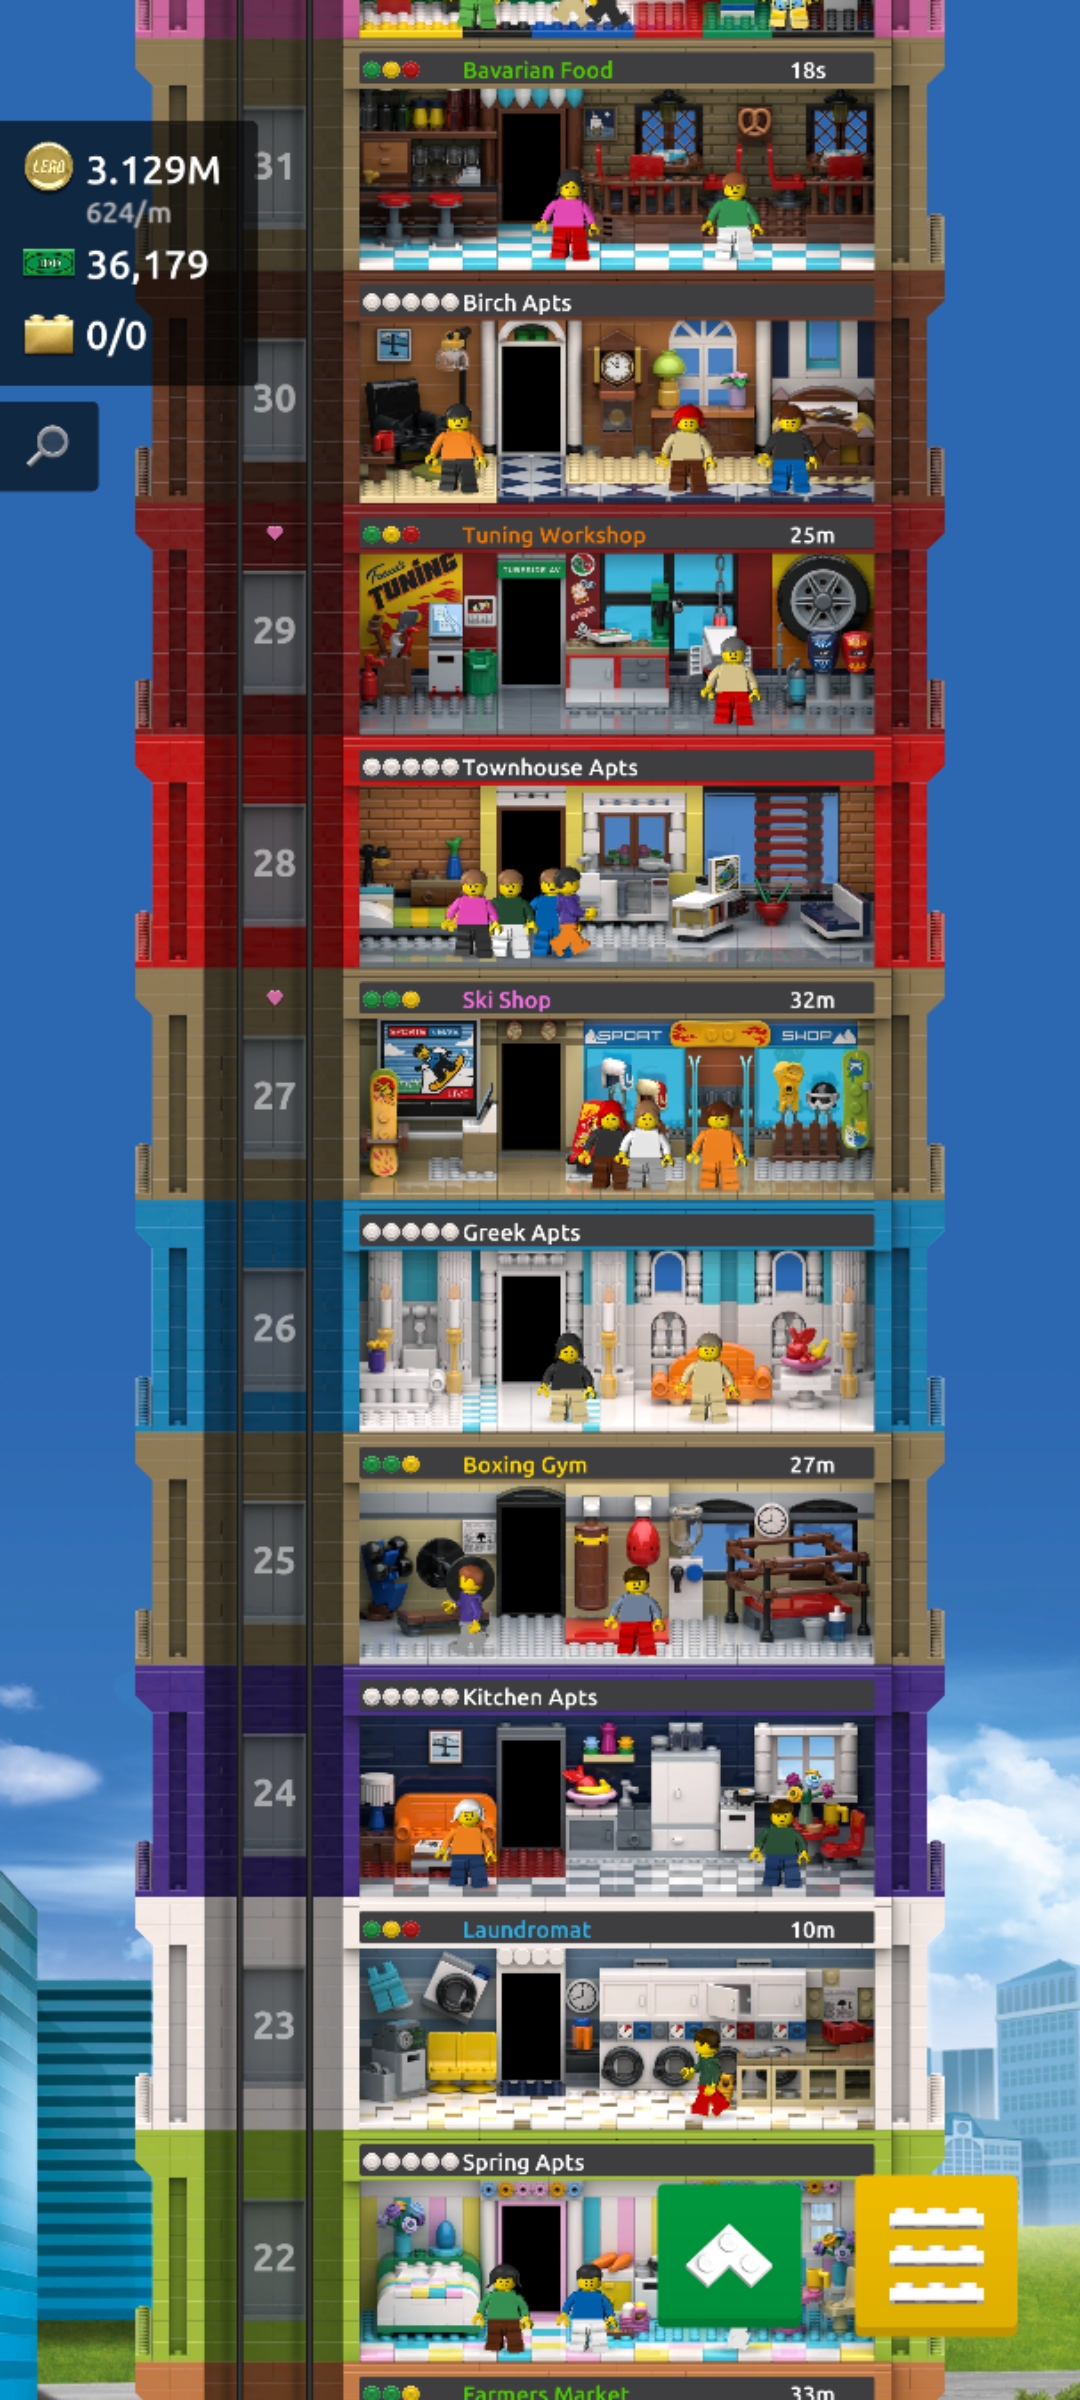 Bavarian Food 18s
31
LEGO 3.129M
624/m
36,179
0/0
Birch Apts
30
Tuning Workshop 25m
TUNING
29
Townhouse Apts
28
Ski Shop 32m
SPORT SHOP
LIVE
27
Greek Apts
26
Boxing Gym 27m
25
Kitchen Apts
24
Laundromat 10m
23
Spring Apts
22
Farmers Market 33m